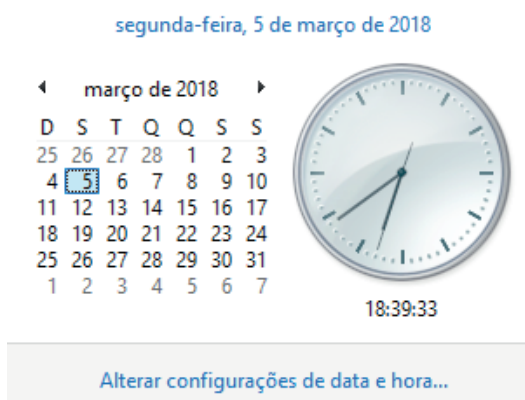 segunda-feira, 5 de março de 2018
março de 2018
D S T Q Q S S
25 26 27 28 1 2 3
4 5 6 7 8 9 10
11 12 13 14 15 16 17
18 19 20 21 22 23 24
25 26 27 28 29 30 31
1 2 3 4 5 6 7
18:39:33
Alterar configurações de data e hora...